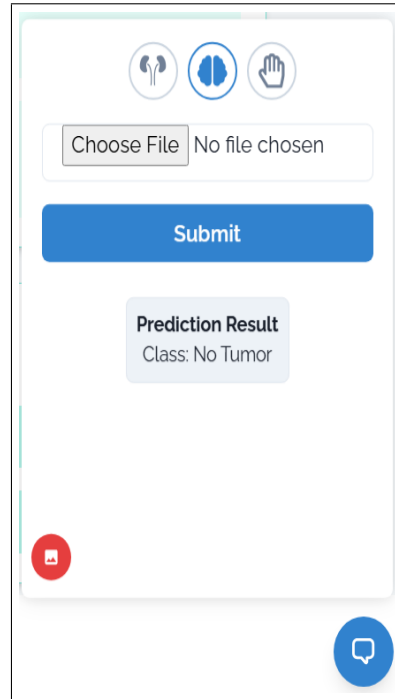 Choose File No file chosen
Submit
Prediction Result
Class: No Tumor